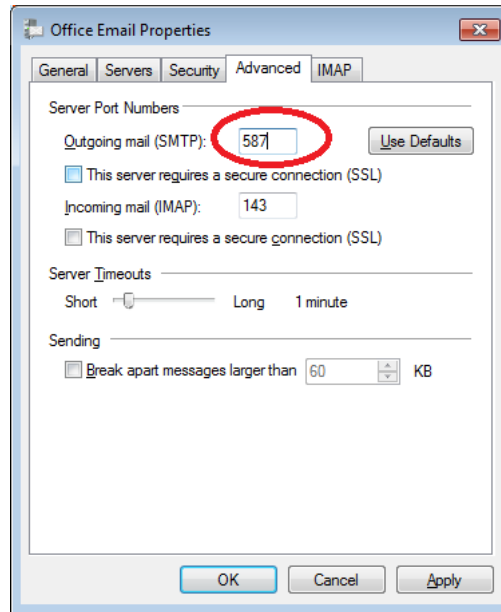 Office Email Properties
General Servers Security Advanced IMAP
Server Port Numbers
Outgoing mail (SMTP): 587 Use Defaults
This server requires a secure connection (SSL)
Incoming mail (IMAP): 143
This server requires a secure connection (SSL)
Server Timeouts
Short Long 1 minute
Sending
Break apart messages larger than 60 KB
OK Cancel Apply